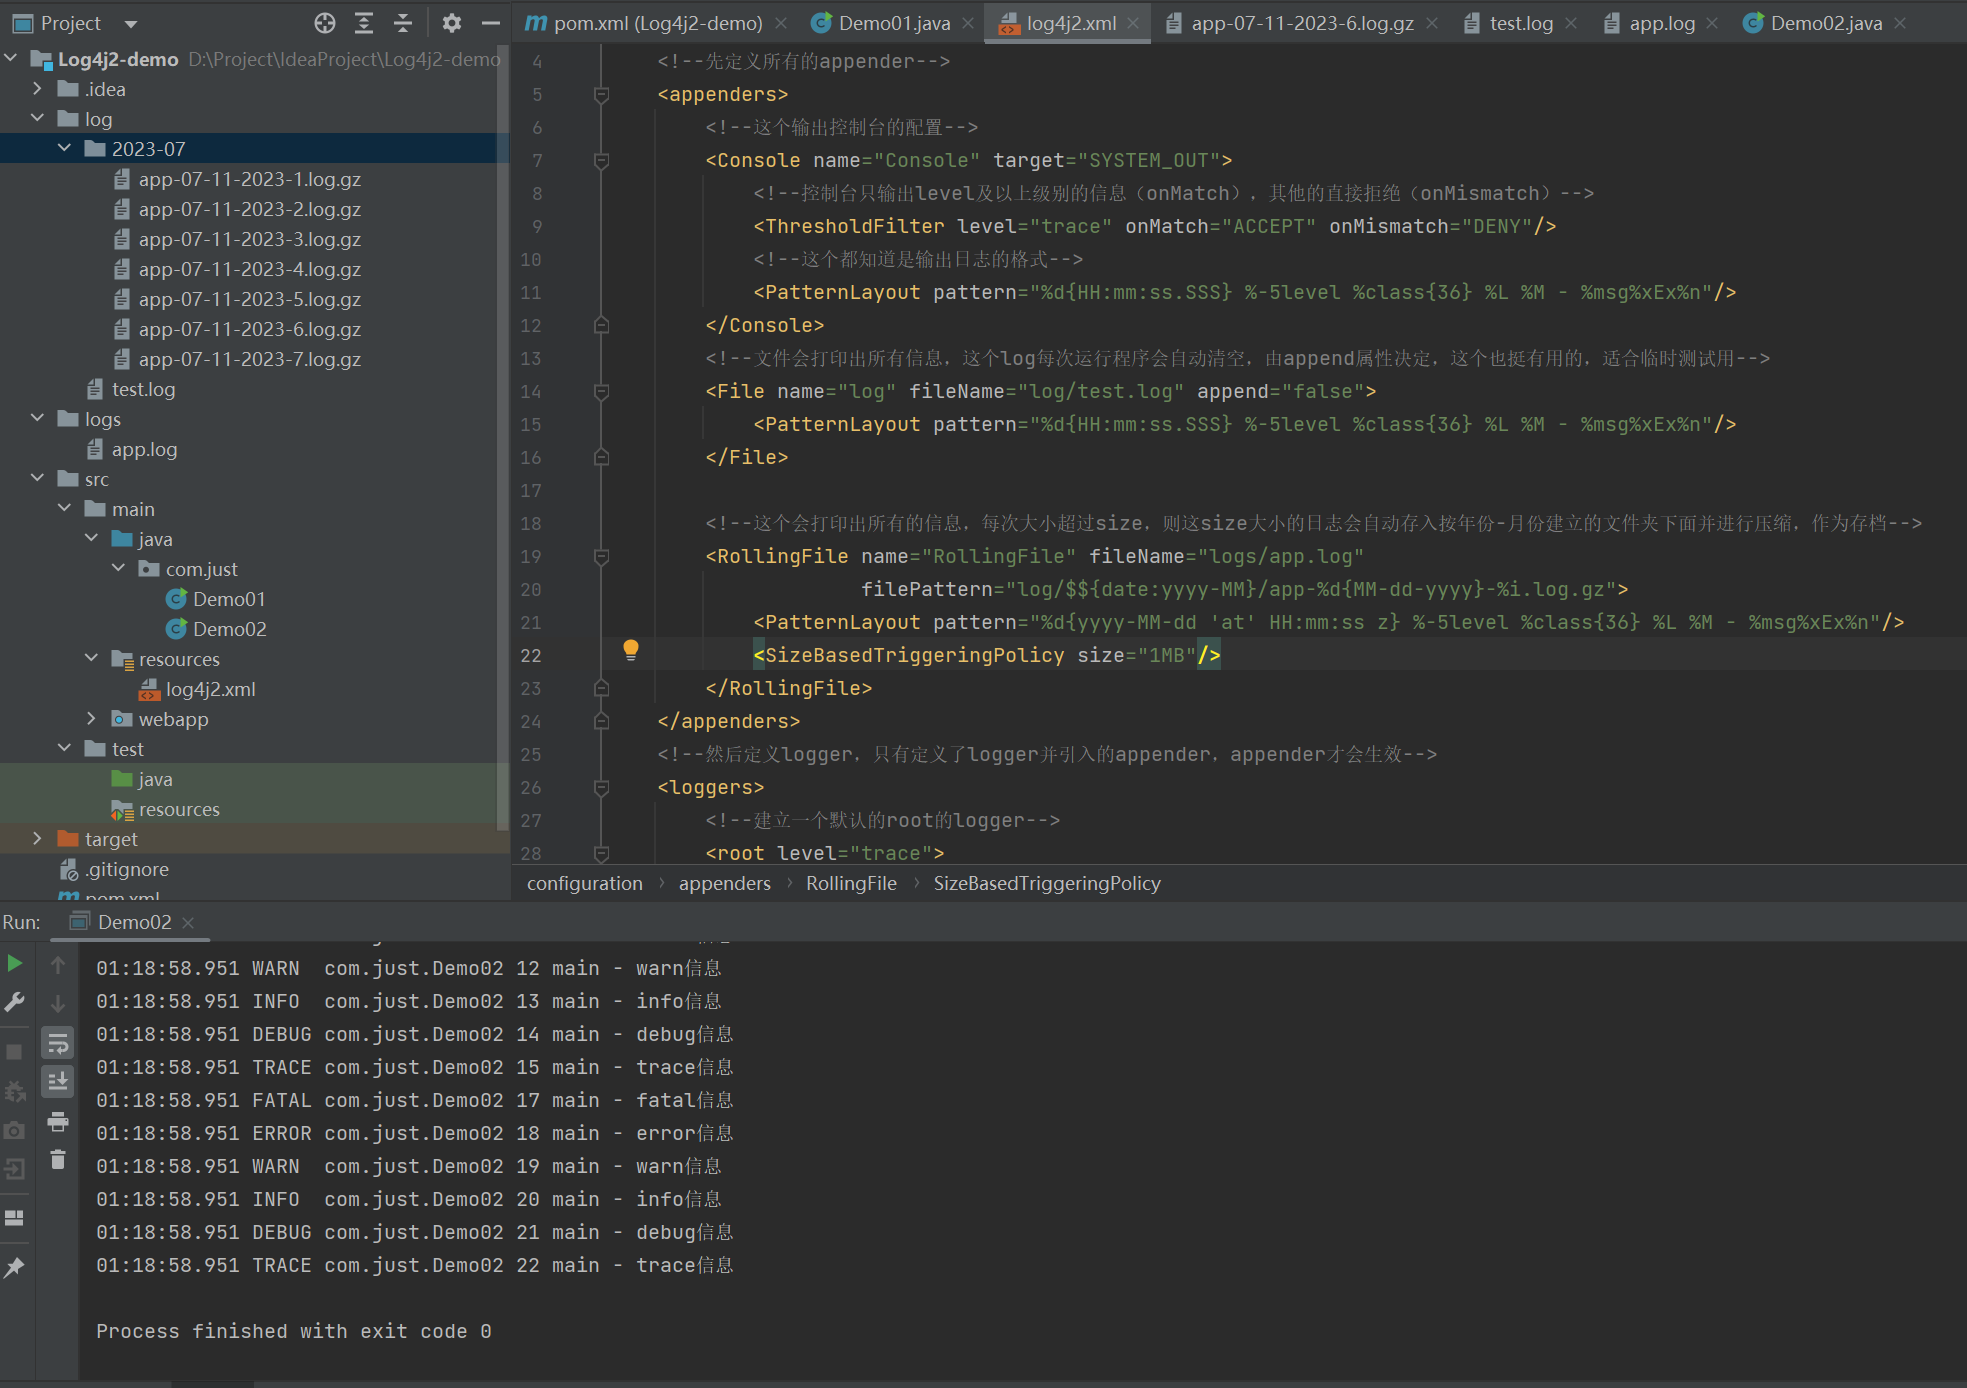 Project
pom.xml (Log4j2-demo)
Demo01.java
log4j2.xml
app-07-11-2023-6.log.gz
test.log
app.log
Demo02.java
Log4j2-demo D:\Project\IdeaProject\Log4j2-demo
.idea
log
2023-07
app-07-11-2023-1.log.gz
app-07-11-2023-2.log.gz
app-07-11-2023-3.log.gz
app-07-11-2023-4.log.gz
app-07-11-2023-5.log.gz
app-07-11-2023-6.log.gz
app-07-11-2023-7.log.gz
test.log
logs
app.log
src
main
java
com.just
Demo01
Demo02
resources
log4j2.xml
webapp
test
java
resources
target
.gitignore
pom.xml
4 <!--先定义所有的appender-->
5 <appenders>
6 <!--这个输出控制台的配置-->
7 <Console name="Console" target="SYSTEM_OUT">
8 <!--控制台只输出level及以上级别的信息（onMatch），其他的直接拒绝（onMismatch）-->
9 <ThresholdFilter level="trace" onMatch="ACCEPT" onMismatch="DENY"/>
10 <!--这个都知道是输出日志的格式-->
11 <PatternLayout pattern="%d{HH:mm:ss.SSS} %-5level %class{36} %L %M - %msg%xEx%n"/>
12 </Console>
13 <!--文件会打印出所有信息，这个log每次运行程序会自动清空，由append属性决定，这个也挺有用的，适合临时测试用-->
14 <File name="log" fileName="log/test.log" append="false">
15 <PatternLayout pattern="%d{HH:mm:ss.SSS} %-5level %class{36} %L %M - %msg%xEx%n"/>
16 </File>
17
18 <!--这个会打印出所有的信息，每次大小超过size，则这size大小的日志会自动存入按年份-月份建立的文件夹下面并进行压缩，作为存档-->
19 <RollingFile name="RollingFile" fileName="logs/app.log"
20 filePattern="log/$${date:yyyy-MM}/app-%d{MM-dd-yyyy}-%i.log.gz">
21 <PatternLayout pattern="%d{yyyy-MM-dd 'at' HH:mm:ss z} %-5level %class{36} %L %M - %msg%xEx%n"/>
22 <SizeBasedTriggeringPolicy size="1MB"/>
23 </RollingFile>
24 </appenders>
25 <!--然后定义logger，只有定义了logger并引入的appender，appender才会生效-->
26 <loggers>
27 <!--建立一个默认的root的logger-->
28 <root level="trace">
configuration › appenders › RollingFile › SizeBasedTriggeringPolicy
Run: Demo02
01:18:58.951 WARN  com.just.Demo02 12 main - warn信息
01:18:58.951 INFO  com.just.Demo02 13 main - info信息
01:18:58.951 DEBUG com.just.Demo02 14 main - debug信息
01:18:58.951 TRACE com.just.Demo02 15 main - trace信息
01:18:58.951 FATAL com.just.Demo02 17 main - fatal信息
01:18:58.951 ERROR com.just.Demo02 18 main - error信息
01:18:58.951 WARN  com.just.Demo02 19 main - warn信息
01:18:58.951 INFO  com.just.Demo02 20 main - info信息
01:18:58.951 DEBUG com.just.Demo02 21 main - debug信息
01:18:58.951 TRACE com.just.Demo02 22 main - trace信息
Process finished with exit code 0